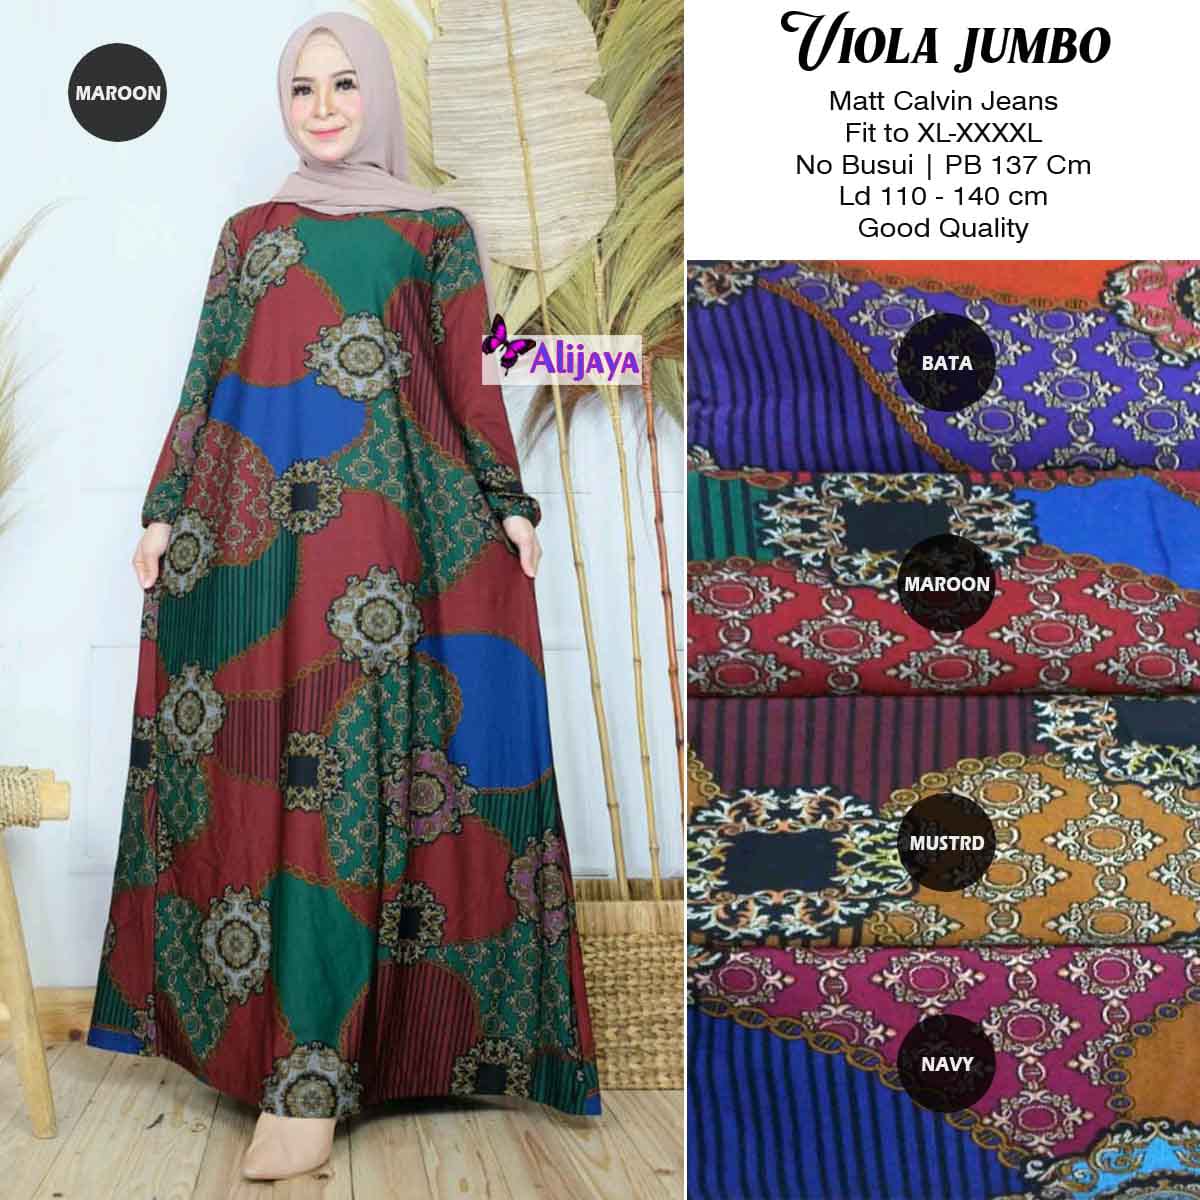 MAROON
VIOLA JUMBO
Matt Calvin Jeans
Fit to XL-XXXXL
No Busui | PB 137 Cm
Ld 110 - 140 cm
Good Quality
Alijaya
BATA
MAROON
MUSTRD
NAVY